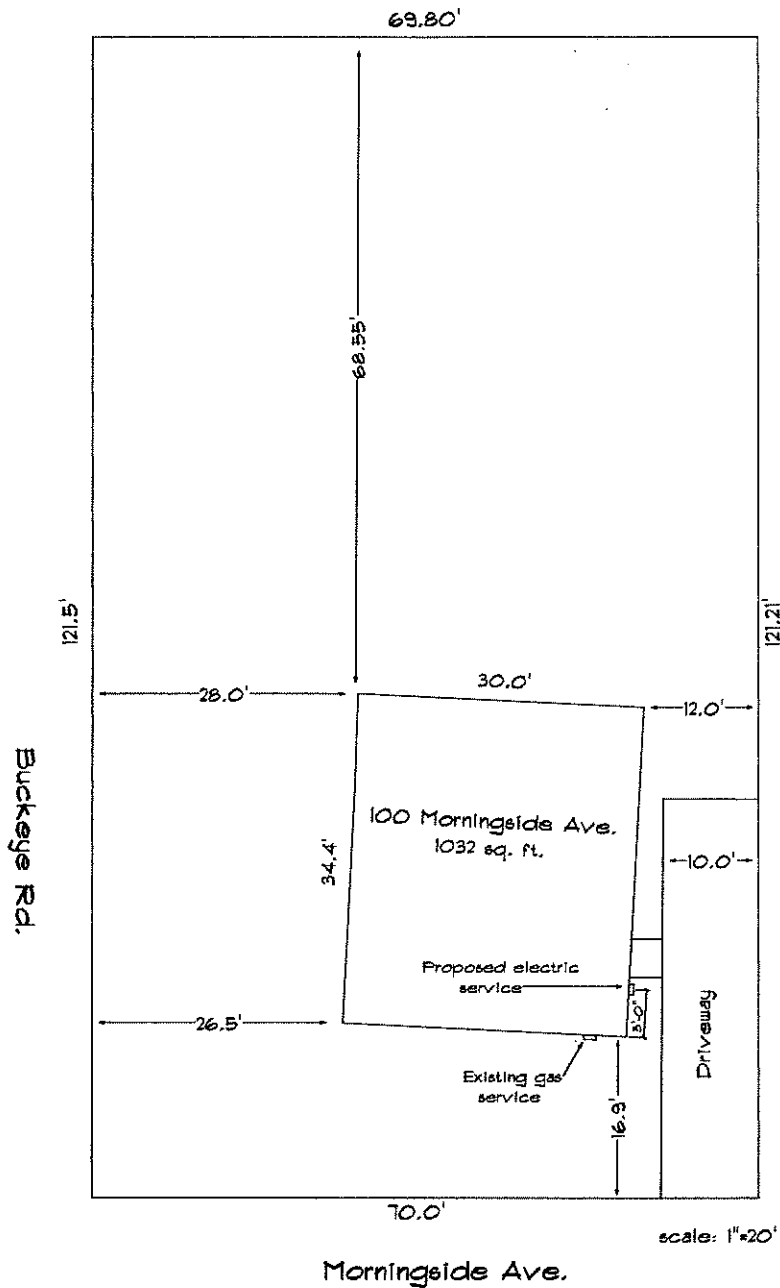 69.80'
68.55'
121.5'
121.21'
28.0'
30.0'
12.0'
Buckeye Rd.
100 Morningside Ave.
1032 sq. ft.
34.4'
10.0'
Proposed electric
service
5'-0"
Driveway
26.5'
Existing gas
service
16.9'
70.0'
scale: 1"=20'
Morningside Ave.